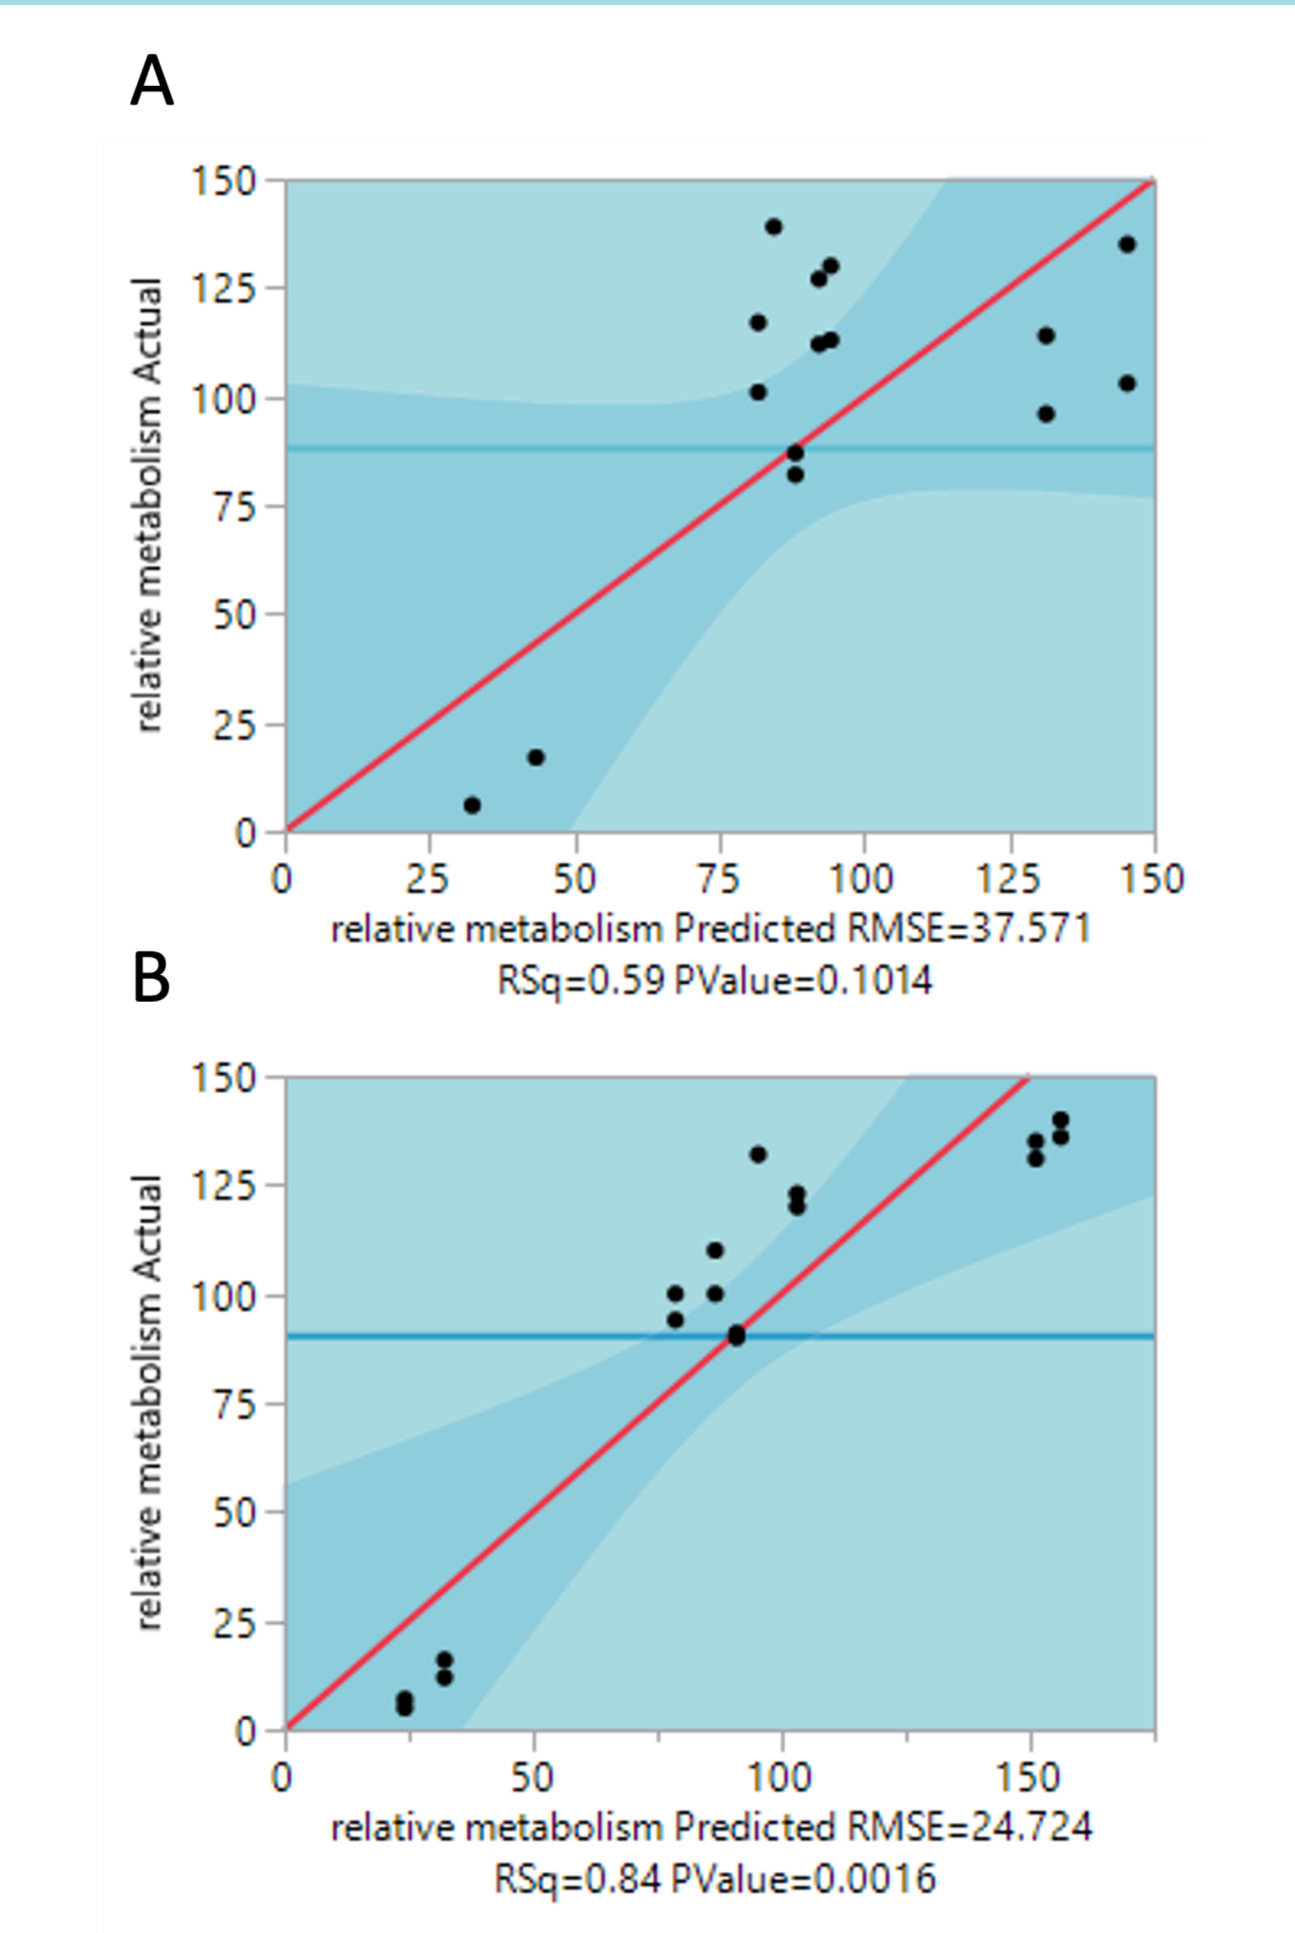 A
150
125
100
75
50
25
0
relative metabolism Actual
0 25 50 75 100 125 150
relative metabolism Predicted RMSE=37.571
RSq=0.59 PValue=0.1014
B
150
125
100
75
50
25
0
relative metabolism Actual
0 50 100 150
relative metabolism Predicted RMSE=24.724
RSq=0.84 PValue=0.0016